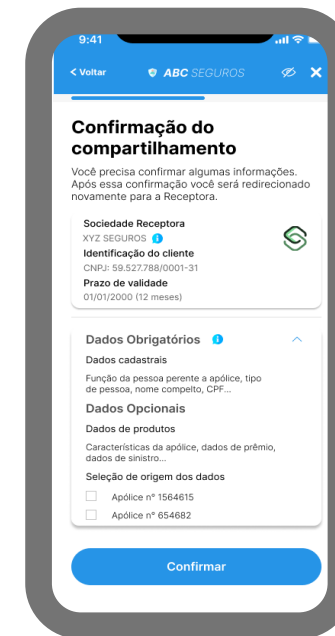 9:41
< Voltar ABC SEGUROS
Confirmação do
compartilhamento
Você precisa confirmar algumas informações.
Após essa confirmação você será redirecionado
novamente para a Receptora.
Sociedade Receptora
XYZ SEGUROS i
Identificação do cliente
CNPJ: 59.527.788/0001-31
Prazo de validade
01/01/2000 (12 meses)
Dados Obrigatórios i
Dados cadastrais
Função da pessoa perente a apólice, tipo
de pessoa, nome compelto, CPF...
Dados Opcionais
Dados de produtos
Características da apólice, dados de prêmio,
dados de sinistro...
Seleção de origem dos dados
Apólice nº 1564615
Apólice nº 654682
Confirmar